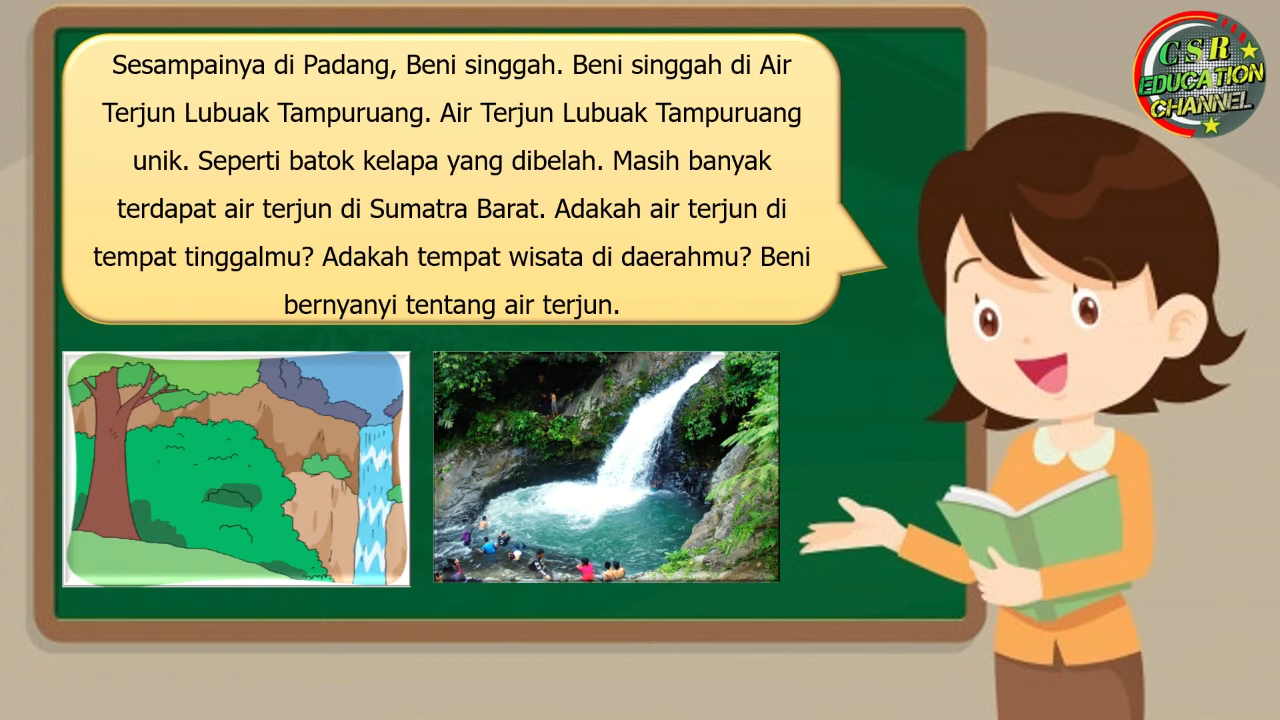 Sesampainya di Padang, Beni singgah. Beni singgah di Air
Terjun Lubuak Tampuruang. Air Terjun Lubuak Tampuruang
unik. Seperti batok kelapa yang dibelah. Masih banyak
terdapat air terjun di Sumatra Barat. Adakah air terjun di
tempat tinggalmu? Adakah tempat wisata di daerahmu? Beni
bernyanyi tentang air terjun.
CSR
EDUCATION
CHANNEL